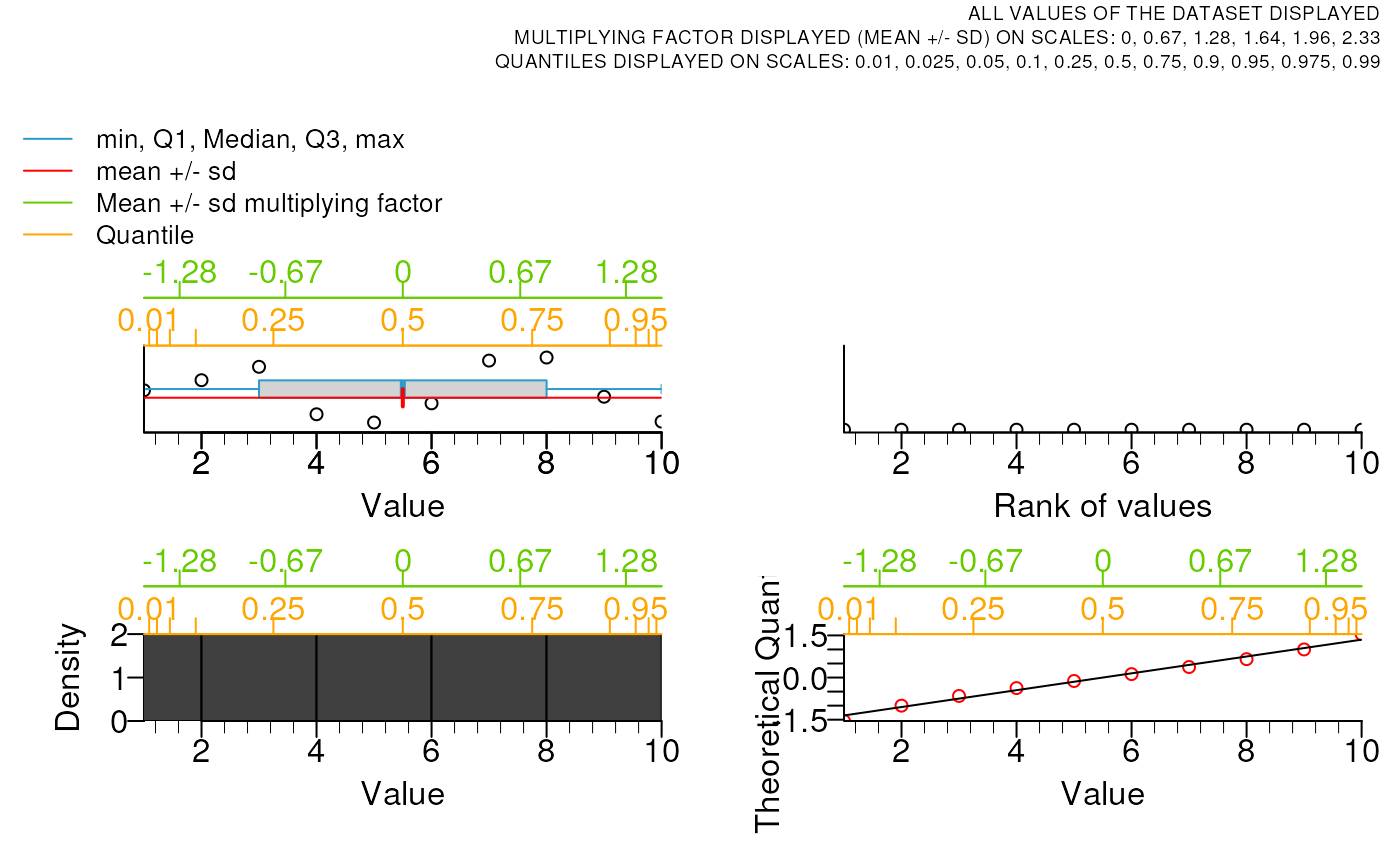 ALL VALUES OF THE DATASET DISPLAYED
MULTIPLYING FACTOR DISPLAYED (MEAN +/- SD) ON SCALES: 0, 0.67, 1.28, 1.64, 1.96, 2.33
QUANTILES DISPLAYED ON SCALES: 0.01, 0.025, 0.05, 0.1, 0.25, 0.5, 0.75, 0.9, 0.95, 0.975, 0.99
min, Q1, Median, Q3, max
mean +/- sd
Mean +/- sd multiplying factor
Quantile
-1.28 -0.67 0 0.67 1.28
0.01 0.25 0.5 0.75 0.95
2 4 6 8 10
Value
2 4 6 8 10
Rank of values
-1.28 -0.67 0 0.67 1.28
0.01 0.25 0.5 0.75 0.95
Density
2
1
0
2 4 6 8 10
Value
-1.28 -0.67 0 0.67 1.28
0.01 0.25 0.5 0.75 0.95
Theoretical Quan
1.5
0.0
1.5
2 4 6 8 10
Value